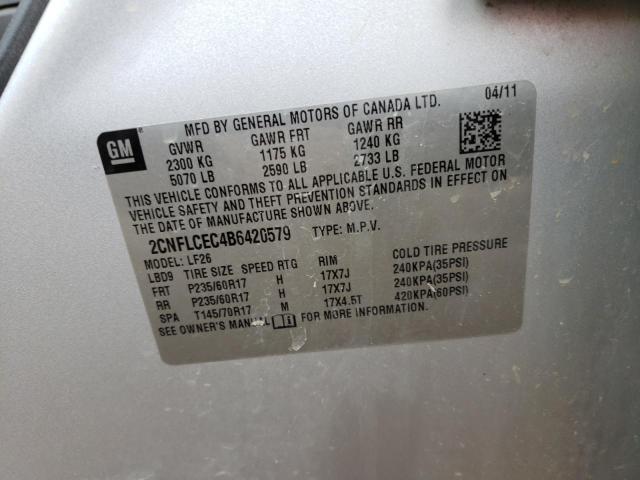 MFD BY GENERAL MOTORS OF CANADA LTD. 04/11
GM
GVWR GAWR FRT GAWR RR
2300 KG 1175 KG 1240 KG
5070 LB 2590 LB 2733 LB
THIS VEHICLE CONFORMS TO ALL APPLICABLE U.S. FEDERAL MOTOR
VEHICLE SAFETY AND THEFT PREVENTION STANDARDS IN EFFECT ON
THE DATE OF MANUFACTURE SHOWN ABOVE.
2CNFLCEC4B6420579 TYPE: M.P.V.
MODEL: LF26
LBD9 TIRE SIZE SPEED RTG RIM COLD TIRE PRESSURE
FRT P235/60R17 H 17X7J 240KPA(35PSI)
RR P235/60R17 H 17X7J 240KPA(35PSI)
SPA T145/70R17 M 17X4.5T 420KPA(60PSI)
SEE OWNER'S MANUAL FOR MORE INFORMATION.